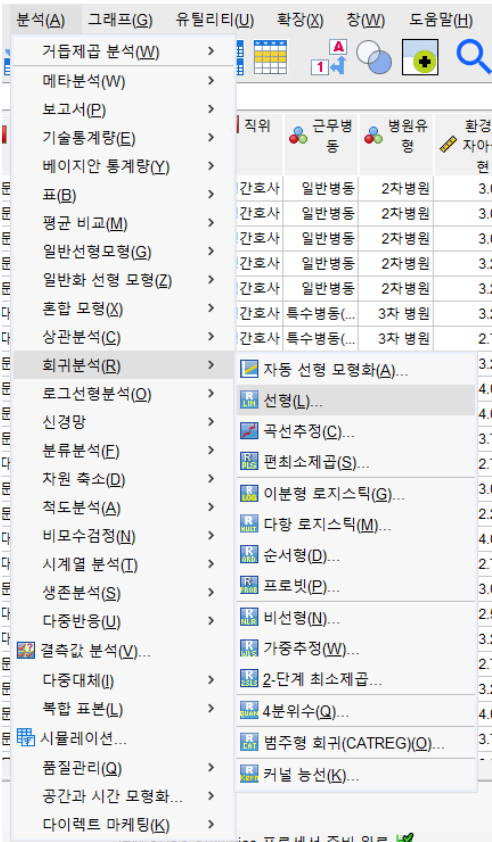 분석(A) 그래프(G) 유틸리티(U) 확장(X) 창(W) 도움말(H)
거듭제곱 분석(W)
메타분석(W)
보고서(P)
기술통계량(E)
베이지안 통계량(Y)
표(B)
평균 비교(M)
일반선형모형(G)
일반화 선형 모형(Z)
혼합 모형(X)
상관분석(C)
회귀분석(R)
로그선형분석(O)
신경망
분류분석(F)
차원 축소(D)
척도분석(A)
비모수검정(N)
시계열 분석(T)
생존분석(S)
다중반응(U)
결측값 분석(V)...
다중대체(I)
복합 표본(L)
시뮬레이션...
품질관리(Q)
공간과 시간 모형화...
다이렉트 마케팅(K)
직위 근무병동 병원유형 환경
간호사 일반병동 2차병원 3.
간호사 일반병동 2차병원 3.
간호사 일반병동 2차병원 3.
간호사 일반병동 2차병원 3.2
간호사 특수병동(... 3차 병원 3.2
간호사 특수병동(... 3차 병원 2.
자동 선형 모형화(A)...
선형(L)...
곡선추정(C)...
편최소제곱(S)...
이분형 로지스틱(G)...
다항 로지스틱(M)...
순서형(D)...
프로빗(P)...
비선형(N)...
가중추정(W)...
2-단계 최소제곱...
4분위수(Q)...
범주형 회귀(CATREG)(O)...
커널 능선(K)...